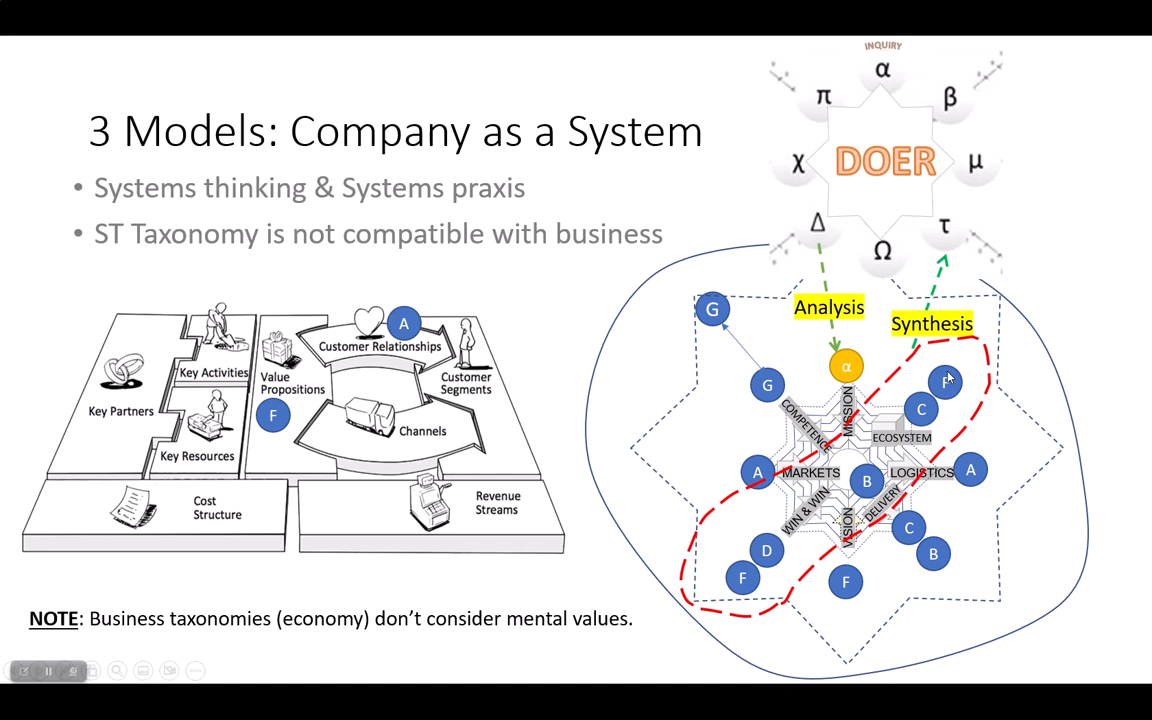 INQUIRY
α
π
β
3 Models: Company as a System
χ
DOER
μ
• Systems thinking & Systems praxis
• ST Taxonomy is not compatible with business
Δ
Ω
τ
G
Analysis
Synthesis
A
Customer Relationships
Key Activities
Value
Propositions
Customer
Segments
Key Partners
F
Channels
Key Resources
Cost
Structure
Revenue
Streams
α
G
C
MISSION
COMPETENCE
ECOSYSTEM
A
MARKETS
B
LOGISTICS
A
WIN & WIN
VISION
DELIVERY
C
D
B
F
F
NOTE: Business taxonomies (economy) don’t consider mental values.